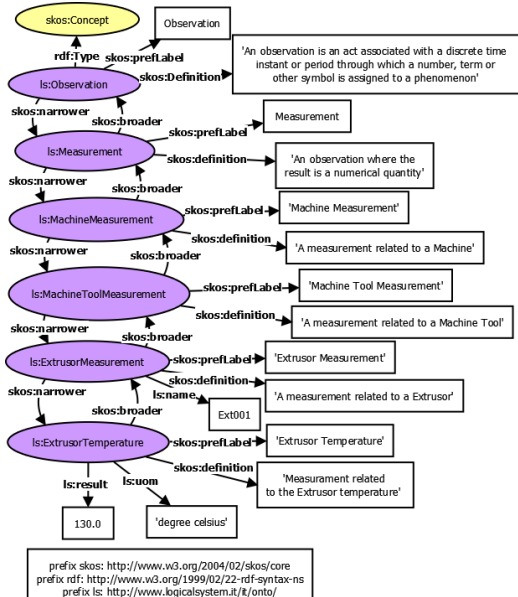 skos:Concept
Observation
rdf:Type
skos:prefLabel
skos:Definition
ls:Observation
'An observation is an act associated with a discrete time
instant or period through which a number, term or
other symbol is assigned to a phenomenon'
skos:narrower
skos:broader
skos:prefLabel
Measurement
ls:Measurement
skos:definition
'An observation where the
result is a numerical quantity'
skos:narrower
skos:broader
skos:prefLabel
'Machine Measurement'
ls:MachineMeasurement
skos:definition
'A measurement related to a Machine'
skos:narrower
skos:broader
skos:prefLabel
'Machine Tool Measurement'
ls:MachineToolMeasurement
skos:definition
'A measurement related to a Machine Tool'
skos:narrower
skos:broader
skos:prefLabel
'Extrusor Measurement'
ls:ExtrusorMeasurement
skos:definition
'A measurement related to a Extrusor'
ls:name
Ext001
skos:narrower
skos:broader
skos:prefLabel
'Extrusor Temperature'
ls:ExtrusorTemperature
skos:definition
'Measurament related
to the Extrusor temperature'
ls:result
ls:uom
130.0
'degree celsius'
prefix skos: http://www.w3.org/2004/02/skos/core
prefix rdf: http://www.w3.org/1999/02/22-rdf-syntax-ns
prefix ls: http://www.logicalsystem.it/it/onto/